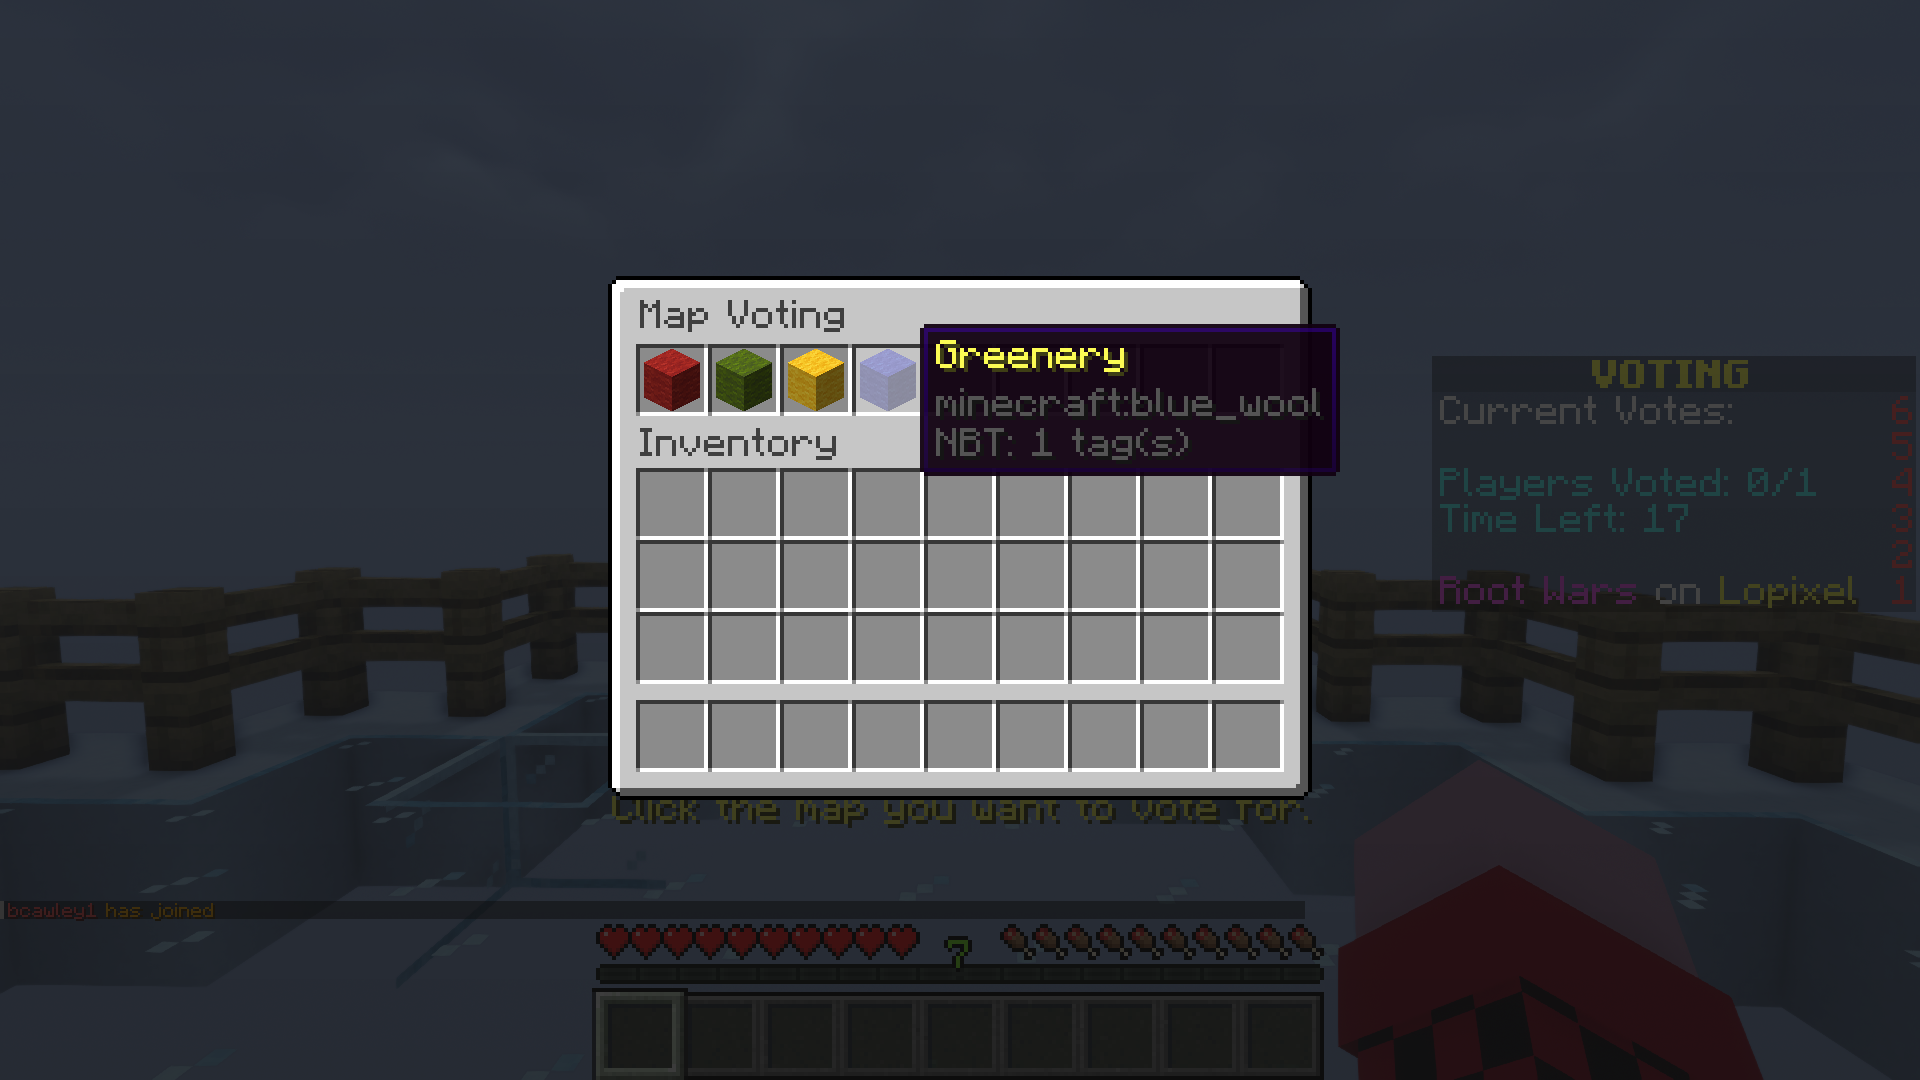 Map Voting
Greenery
minecraft:blue_wool
NBT: 1 tag(s)
Inventory
VOTING
Current Votes: 6
5
Players Voted: 0/1 4
Time Left: 17 3
2
Root Wars on Lopixel 1
Click the map you want to vote for.
bcawley1 has joined
7